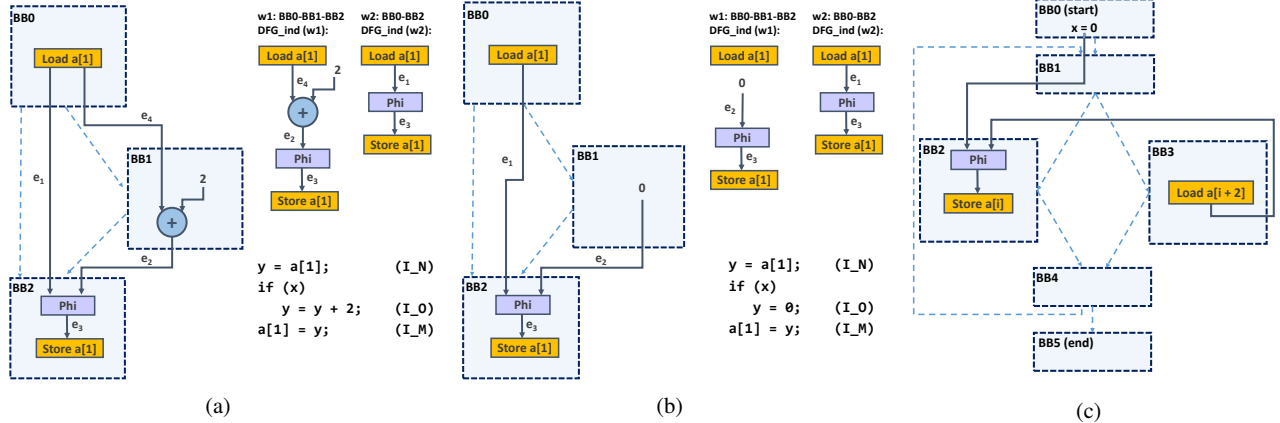 BB0
Load a[1]
e4
e1
BB1
2
+
e2
BB2
Phi
e3
Store a[1]
w1: BB0-BB1-BB2
DFG_ind (w1):
Load a[1]
2
e4
+
e2
Phi
e3
Store a[1]
w2: BB0-BB2
DFG_ind (w2):
Load a[1]
e1
Phi
e3
Store a[1]
y = a[1]; (I_N)
if (x)
y = y + 2; (I_O)
a[1] = y; (I_M)
(a)
BB0
Load a[1]
e1
BB1
0
e2
BB2
Phi
e3
Store a[1]
w1: BB0-BB1-BB2
DFG_ind (w1):
Load a[1]
0
e2
Phi
e3
Store a[1]
w2: BB0-BB2
DFG_ind (w2):
Load a[1]
e1
Phi
e3
Store a[1]
y = a[1]; (I_N)
if (x)
y = 0; (I_O)
a[1] = y; (I_M)
(b)
BB0 (start)
x = 0
BB1
BB2
Phi
Store a[i]
BB3
Load a[i + 2]
BB4
BB5 (end)
(c)